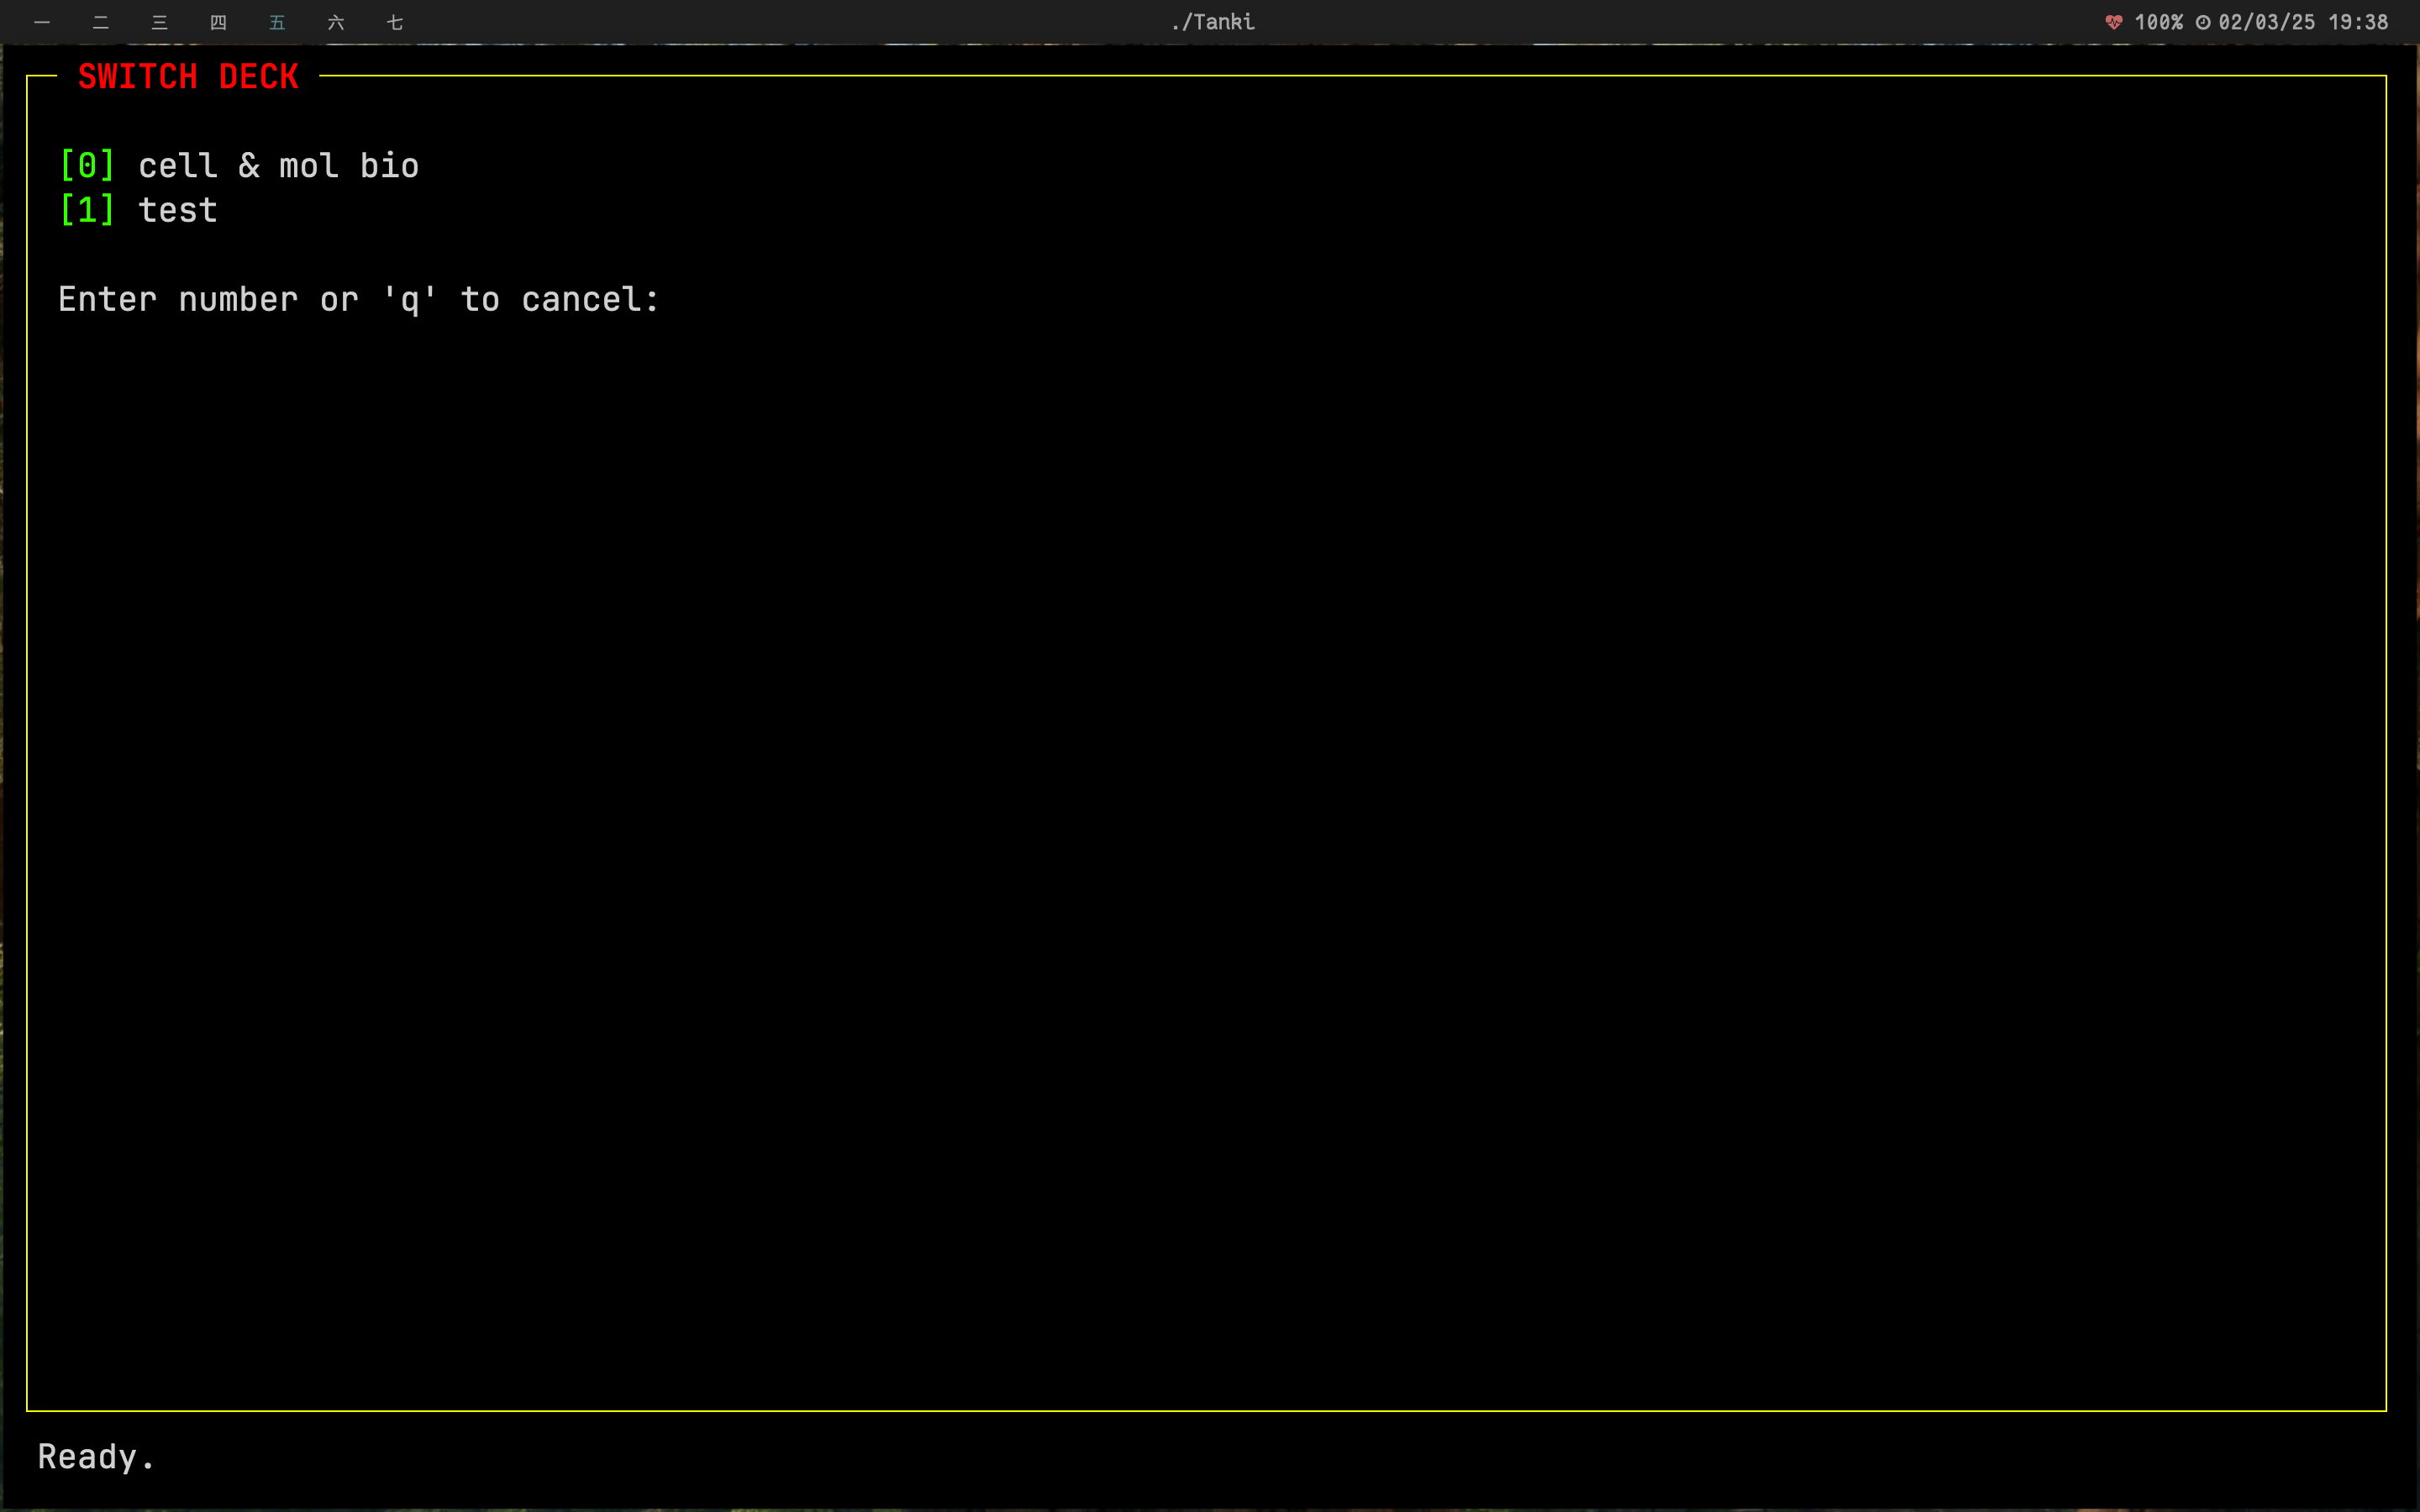 一 二 三 四 五 六 七 ./Tanki 100% 02/03/25 19:38
SWITCH DECK
[0] cell & mol bio
[1] test
Enter number or 'q' to cancel:
Ready.